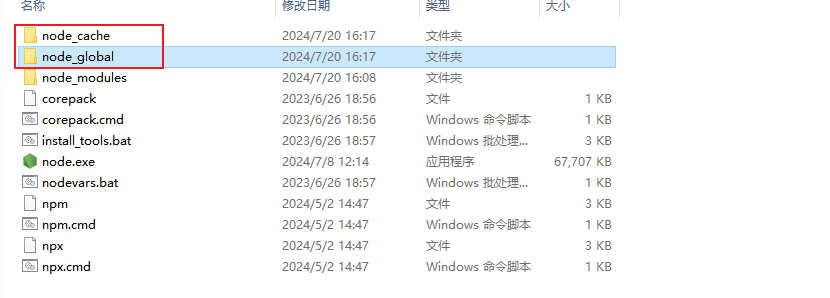 名称 修改日期 类型 大小
node_cache 2024/7/20 16:17 文件夹
node_global 2024/7/20 16:17 文件夹
node_modules 2024/7/20 16:08 文件夹
corepack 2023/6/26 18:56 文件 1 KB
corepack.cmd 2023/6/26 18:56 Windows 命令脚本 1 KB
install_tools.bat 2023/6/26 18:57 Windows 批处理... 3 KB
node.exe 2024/7/8 12:14 应用程序 67,707 KB
nodevars.bat 2023/6/26 18:57 Windows 批处理... 1 KB
npm 2024/5/2 14:47 文件 3 KB
npm.cmd 2024/5/2 14:47 Windows 命令脚本 1 KB
npx 2024/5/2 14:47 文件 3 KB
npx.cmd 2024/5/2 14:47 Windows 命令脚本 1 KB